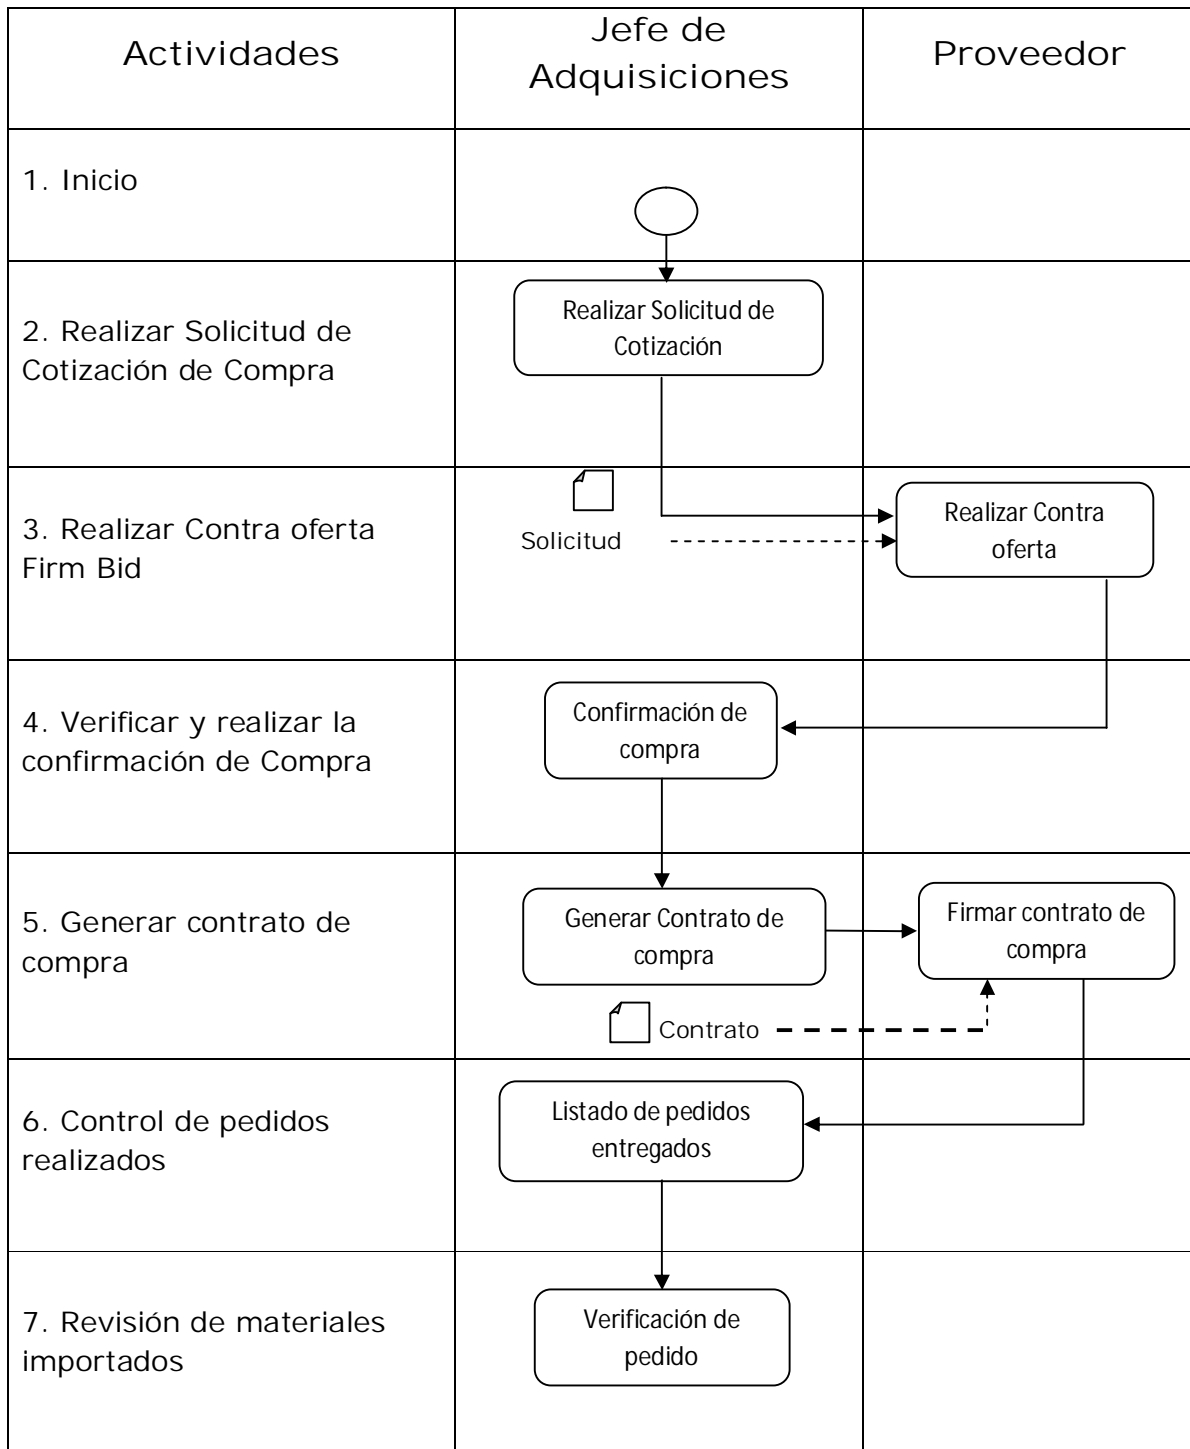 Actividades
Jefe de
Adquisiciones
Proveedor
1. Inicio
2. Realizar Solicitud de
Cotización de Compra
Realizar Solicitud de
Cotización
3. Realizar Contra oferta
Firm Bid
Solicitud
Realizar Contra
oferta
4. Verificar y realizar la
confirmación de Compra
Confirmación de
compra
5. Generar contrato de
compra
Generar Contrato de
compra
Firmar contrato de
compra
Contrato
6. Control de pedidos
realizados
Listado de pedidos
entregados
7. Revisión de materiales
importados
Verificación de
pedido